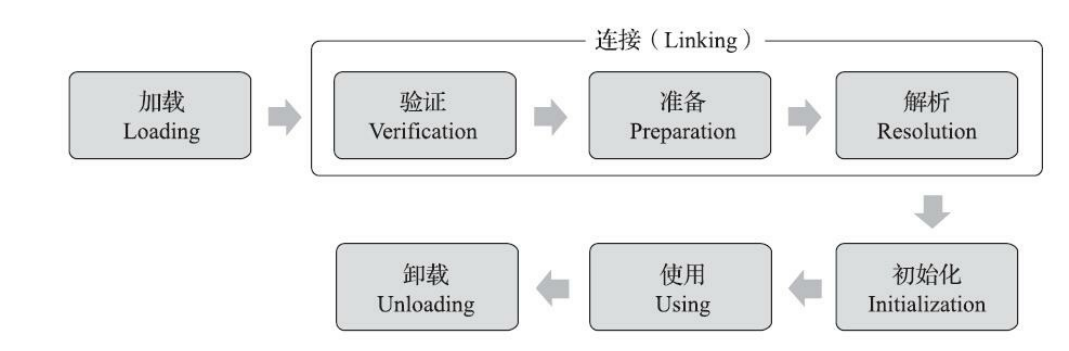 连接（Linking）
加载
Loading
验证
Verification
准备
Preparation
解析
Resolution
初始化
Initialization
使用
Using
卸载
Unloading